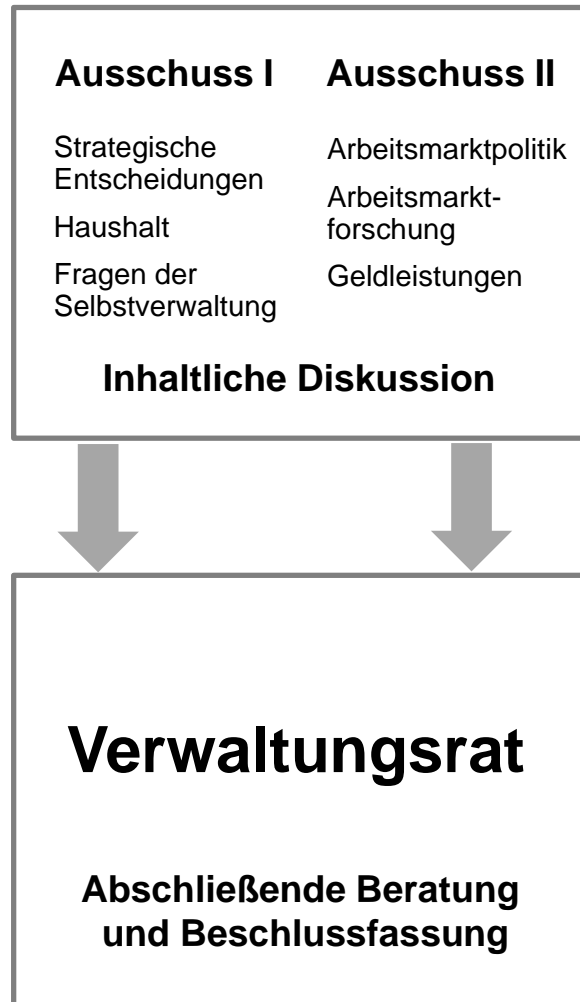 Ausschuss I
Strategische
Entscheidungen
Haushalt
Fragen der
Selbstverwaltung
Ausschuss II
Arbeitsmarktpolitik
Arbeitsmarkt-
forschung
Geldleistungen
Inhaltliche Diskussion
Verwaltungsrat
Abschließende Beratung
und Beschlussfassung